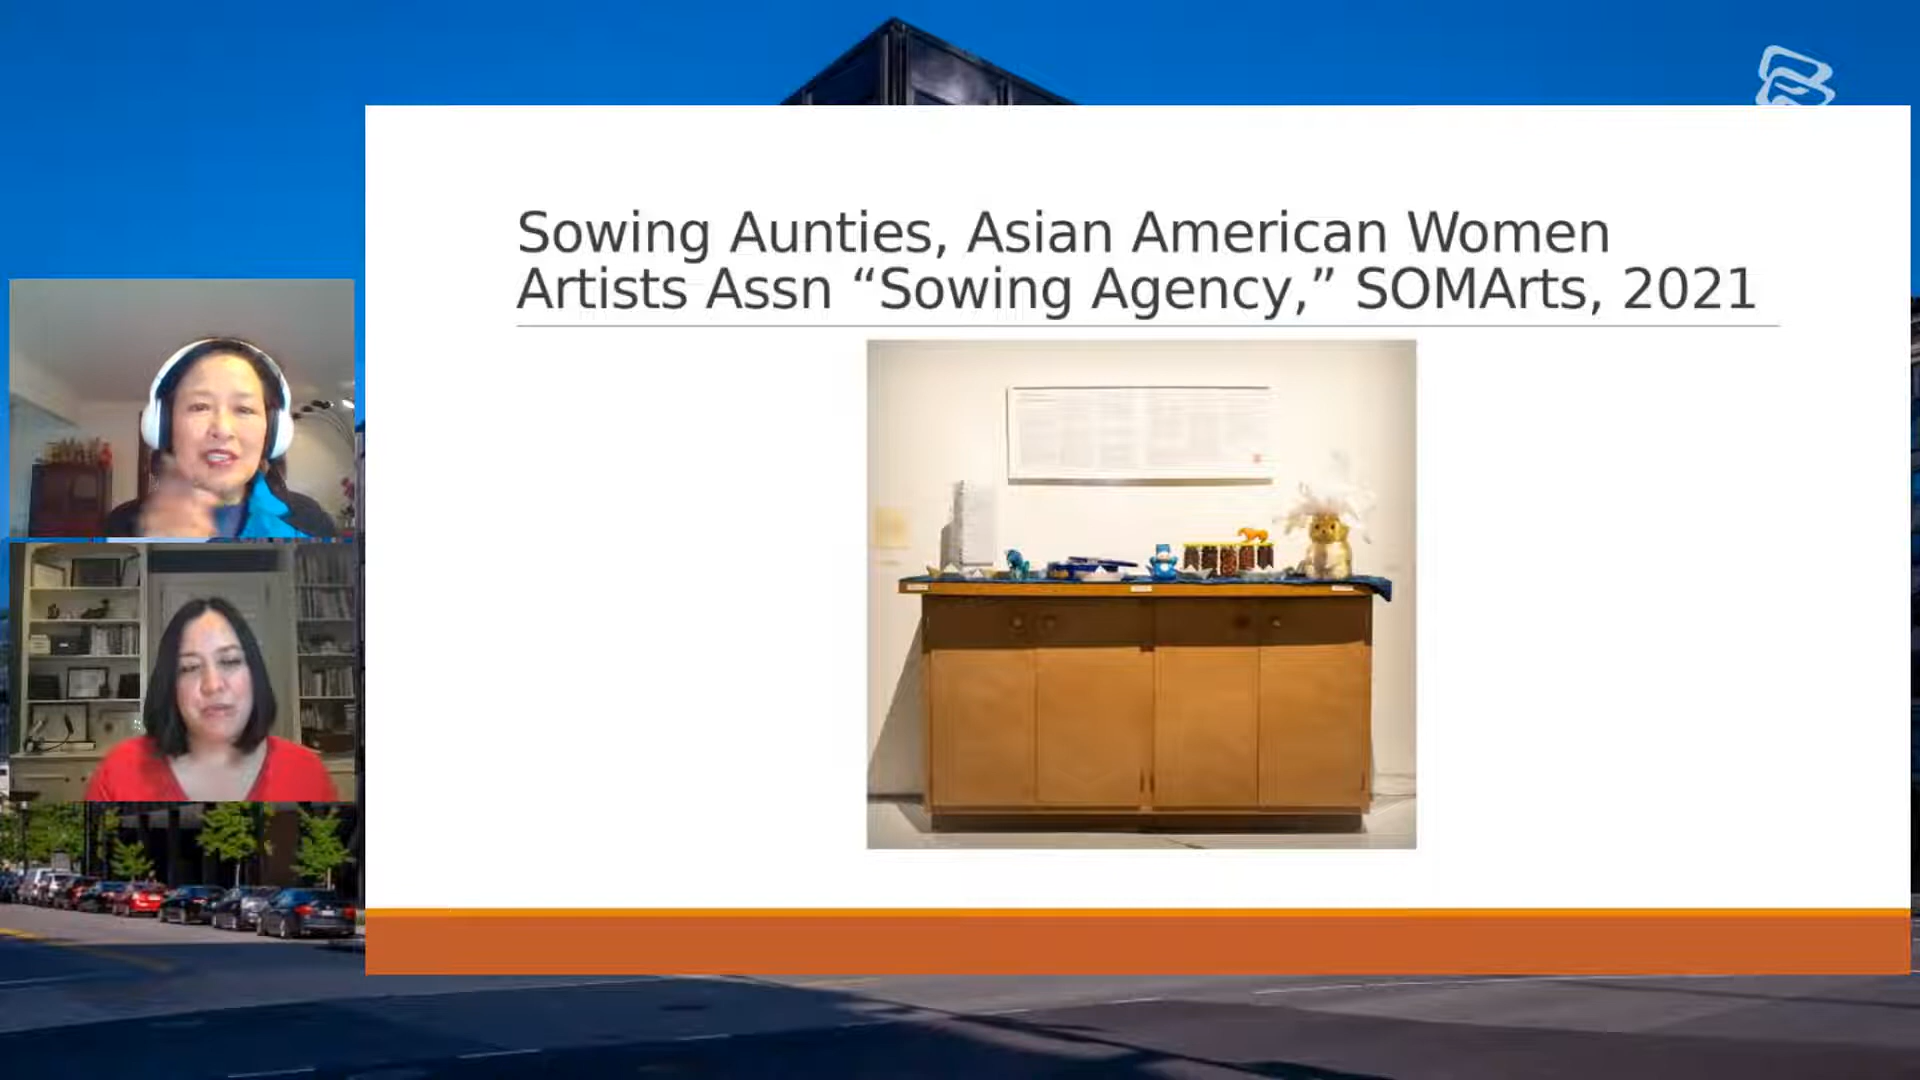 Sowing Aunties, Asian American Women
Artists Assn “Sowing Agency,” SOMArts, 2021